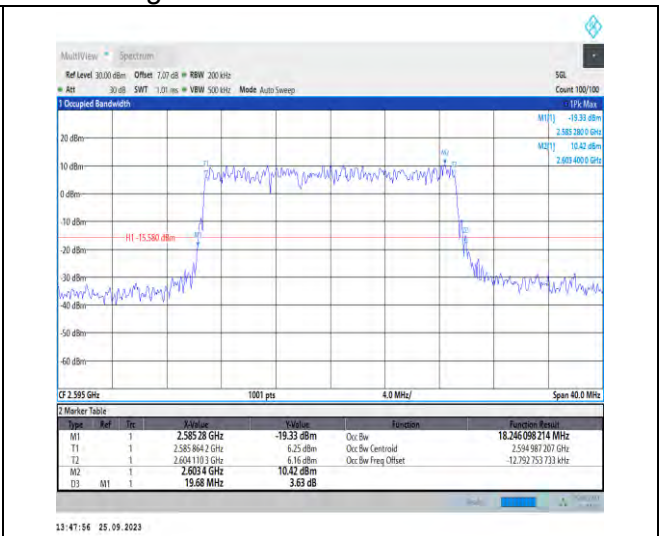 MultiView Spectrum
Ref Level 30.00 dBm Offset 7.07 dB RBW 200 kHz SGL
Att 30 dB SWT 1.01 ms VBW 500 kHz Mode Auto Sweep Count 100/100
1 Occupied Bandwidth 1Pk Max
M1[1] -19.33 dBm
2.585 280 0 GHz
M2[1] 10.42 dBm
2.603 400 0 GHz
20 dBm
10 dBm
0 dBm
-10 dBm
H1 -15.580 dBm
-20 dBm
-30 dBm
-40 dBm
-50 dBm
-60 dBm
M2
T1
T2
CF 2.595 GHz 1001 pts 4.0 MHz/ Span 40.0 MHz
2 Marker Table
Type Ref Trc X-Value Y-Value Function Function Result
M1 1 2.585 28 GHz -19.33 dBm Occ Bw 18.246 098 214 MHz
T1 1 2.585 864 2 GHz 6.25 dBm Occ Bw Centroid 2.594 987 207 GHz
T2 1 2.604 110 3 GHz 6.16 dBm Occ Bw Freq Offset -12.792 753 733 kHz
M2 1 2.603 4 GHz 10.42 dBm
D3 M1 1 19.68 MHz 3.63 dB
13:47:56 25.09.2023